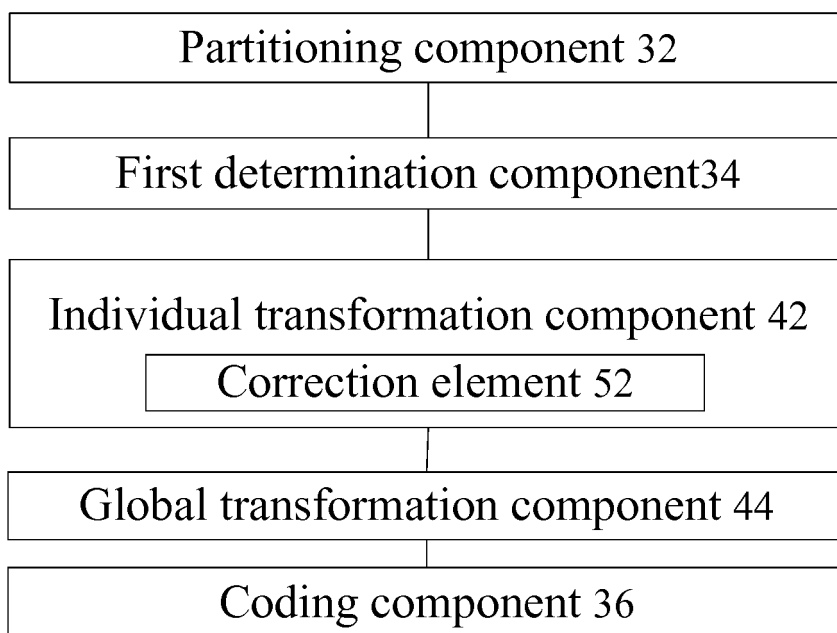 Partitioning component 32
First determination component34
Individual transformation component 42
Correction element 52
Global transformation component 44
Coding component 36